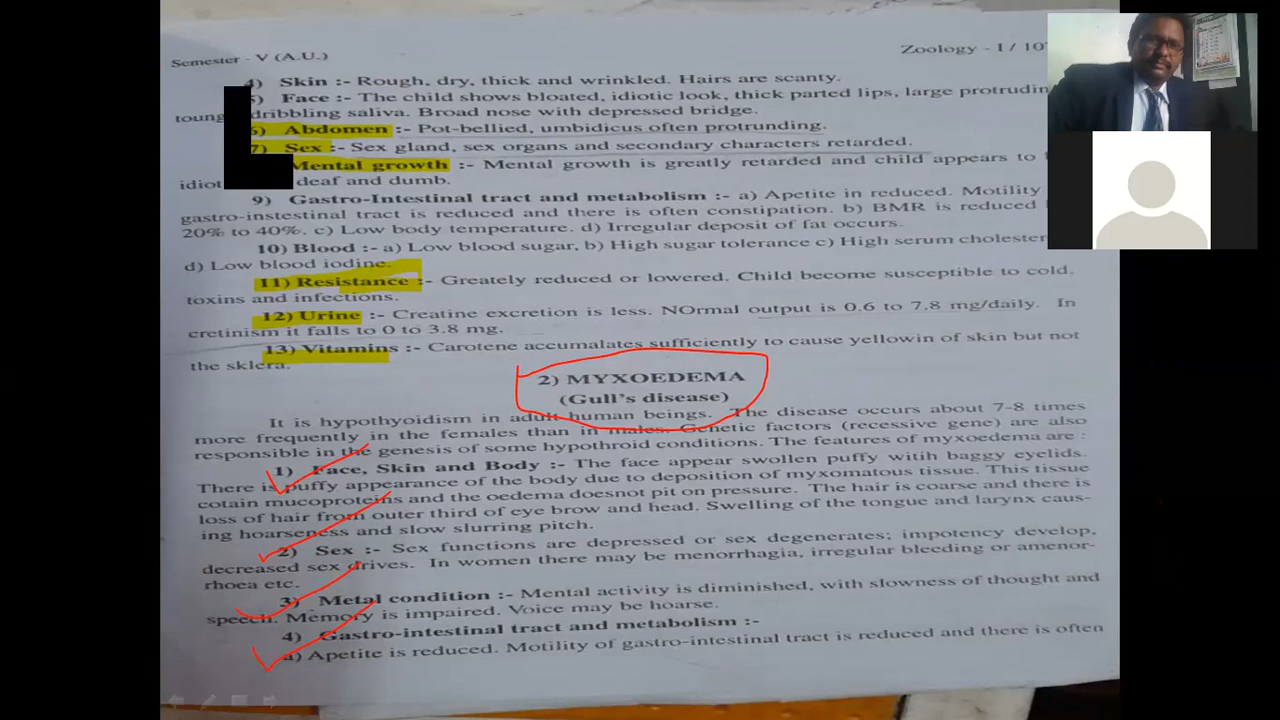 Semester - V (A.U.)
Zoology - I / 10
4) Skin :- Rough, dry, thick and wrinkled. Hairs are scanty.
5) Face :- The child shows bloated, idiotic look, thick parted lips, large protrudin
toung dribbling saliva. Broad nose with depressed bridge.
6) Abdomen :- Pot-bellied, umbidicus often protrunding.
7) Sex :- Sex gland, sex organs and secondary characters retarded.
Mental growth :- Mental growth is greatly retarded and child appears to
idiot deaf and dumb.
9) Gastro-Intestinal tract and metabolism :- a) Apetite in reduced. Motility
gastro-instestinal tract is reduced and there is often constipation. b) BMR is reduced
20% to 40%. c) Low body temperature. d) Irregular deposit of fat occurs.
10) Blood :- a) Low blood sugar, b) High sugar tolerance c) High serum cholester
d) Low blood iodine.
11) Resistance :- Greately reduced or lowered. Child become susceptible to cold,
toxins and infections.
12) Urine :- Creatine excretion is less. NOrmal output is 0.6 to 7.8 mg/daily. In
cretinism it falls to 0 to 3.8 mg.
13) Vitamins :- Carotene accumalates sufficiently to cause yellowin of skin but not
the sklera.
2) MYXOEDEMA
(Gull's disease)
It is hypothyoidism in adult human beings. The disease occurs about 7-8 times
more frequently in the females than in males. Genetic factors (recessive gene) are also
responsible in the genesis of some hypothroid conditions. The features of myxoedema are :
1) Face, Skin and Body :- The face appear swollen puffy witih baggy eyelids.
There is puffy appearance of the body due to deposition of myxomatous tissue. This tissue
cotain mucoproteins and the oedema doesnot pit on pressure. The hair is coarse and there is
loss of hair from outer third of eye brow and head. Swelling of the tongue and larynx caus-
ing hoarseness and slow slurring pitch.
2) Sex :- Sex functions are depressed or sex degenerates; impotency develop,
decreased sex drives. In women there may be menorrhagia, irregular bleeding or amenor-
rhoea etc.
3) Metal condition :- Mental activity is diminished, with slowness of thought and
speech. Memory is impaired. Voice may be hoarse.
4) Gastro-intestinal tract and metabolism :-
a) Apetite is reduced. Motility of gastro-intestinal tract is reduced and there is often